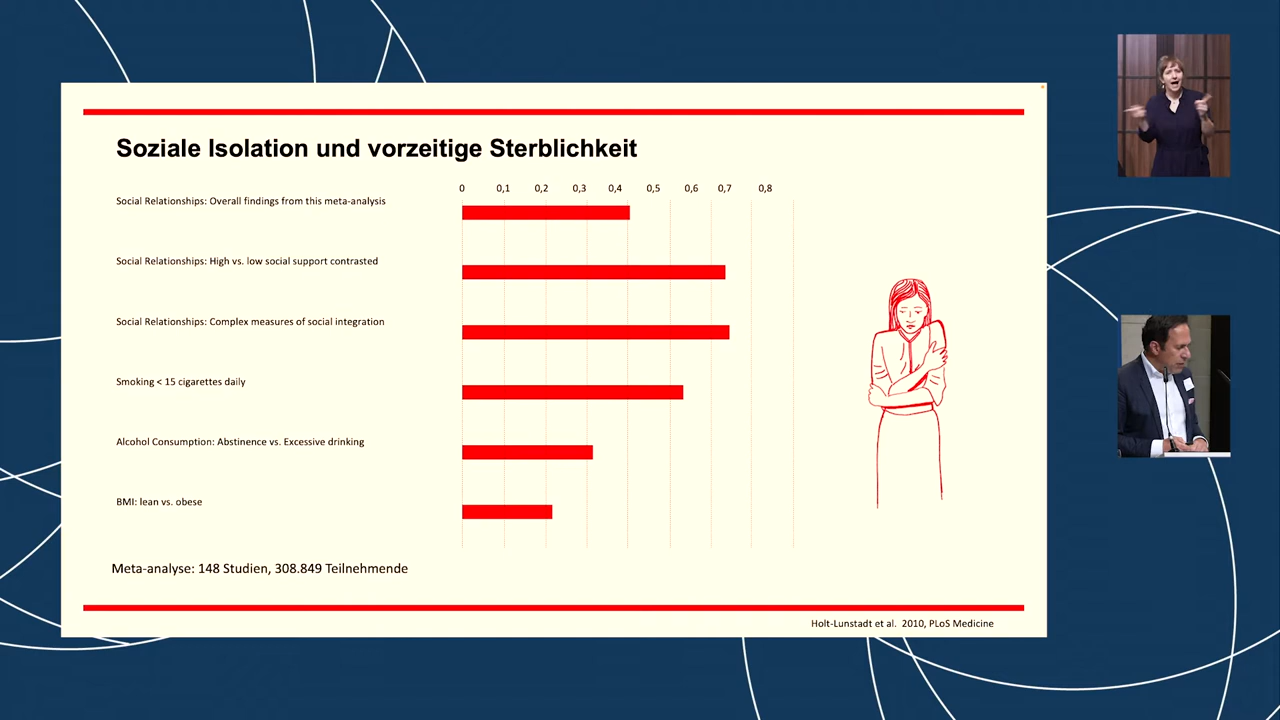 Soziale Isolation und vorzeitige Sterblichkeit
0 0,1 0,2 0,3 0,4 0,5 0,6 0,7 0,8
Social Relationships: Overall findings from this meta-analysis
Social Relationships: High vs. low social support contrasted
Social Relationships: Complex measures of social integration
Smoking < 15 cigarettes daily
Alcohol Consumption: Abstinence vs. Excessive drinking
BMI: lean vs. obese
Meta-analyse: 148 Studien, 308.849 Teilnehmende
Holt-Lunstadt et al. 2010, PLoS Medicine